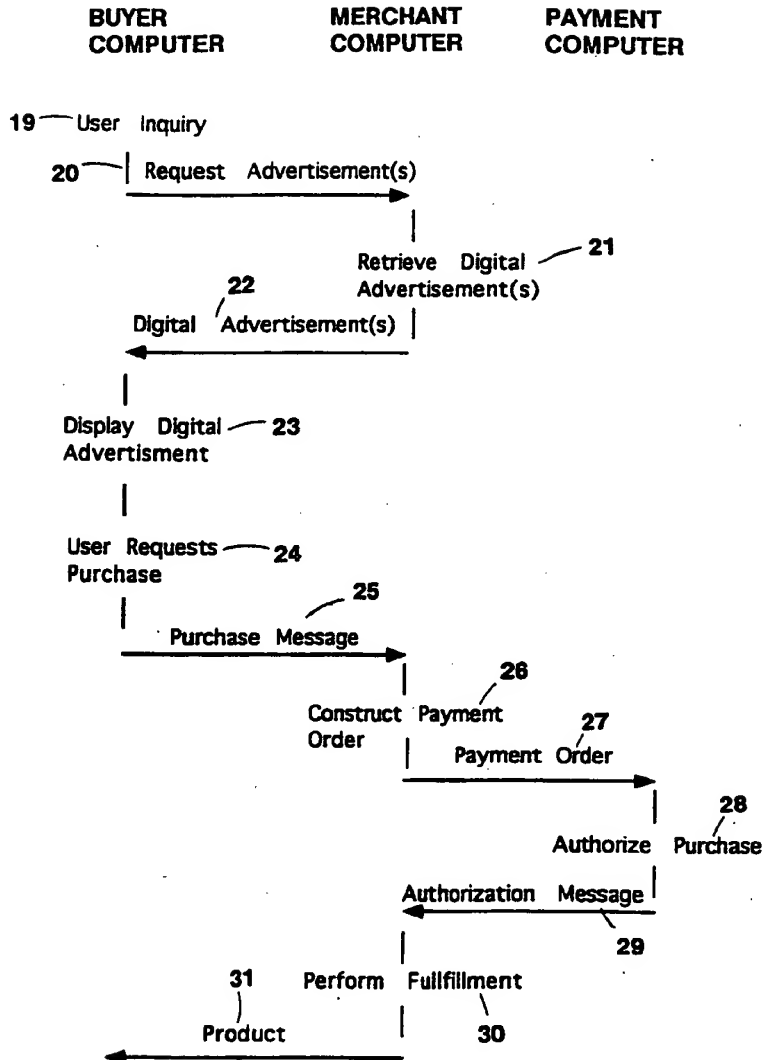 BUYER COMPUTER
MERCHANT COMPUTER
PAYMENT COMPUTER
19 User Inquiry
20 Request Advertisement(s)
Retrieve Digital 21
Advertisement(s)
22
Digital Advertisement(s)
Display Digital 23
Advertisment
User Requests 24
Purchase
25
Purchase Message
26
Construct Payment
Order
27
Payment Order
28
Authorize Purchase
Authorization Message
29
31
Perform Fullfillment
30
Product